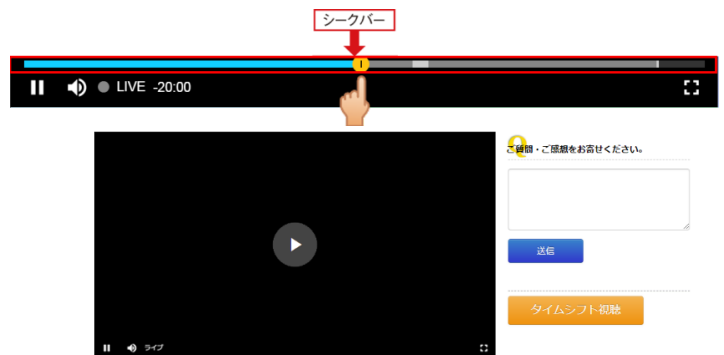 シークバー
LIVE -20:00
Q
ご質問・ご感想をお寄せください。
送信
タイムシフト視聴
ライブ